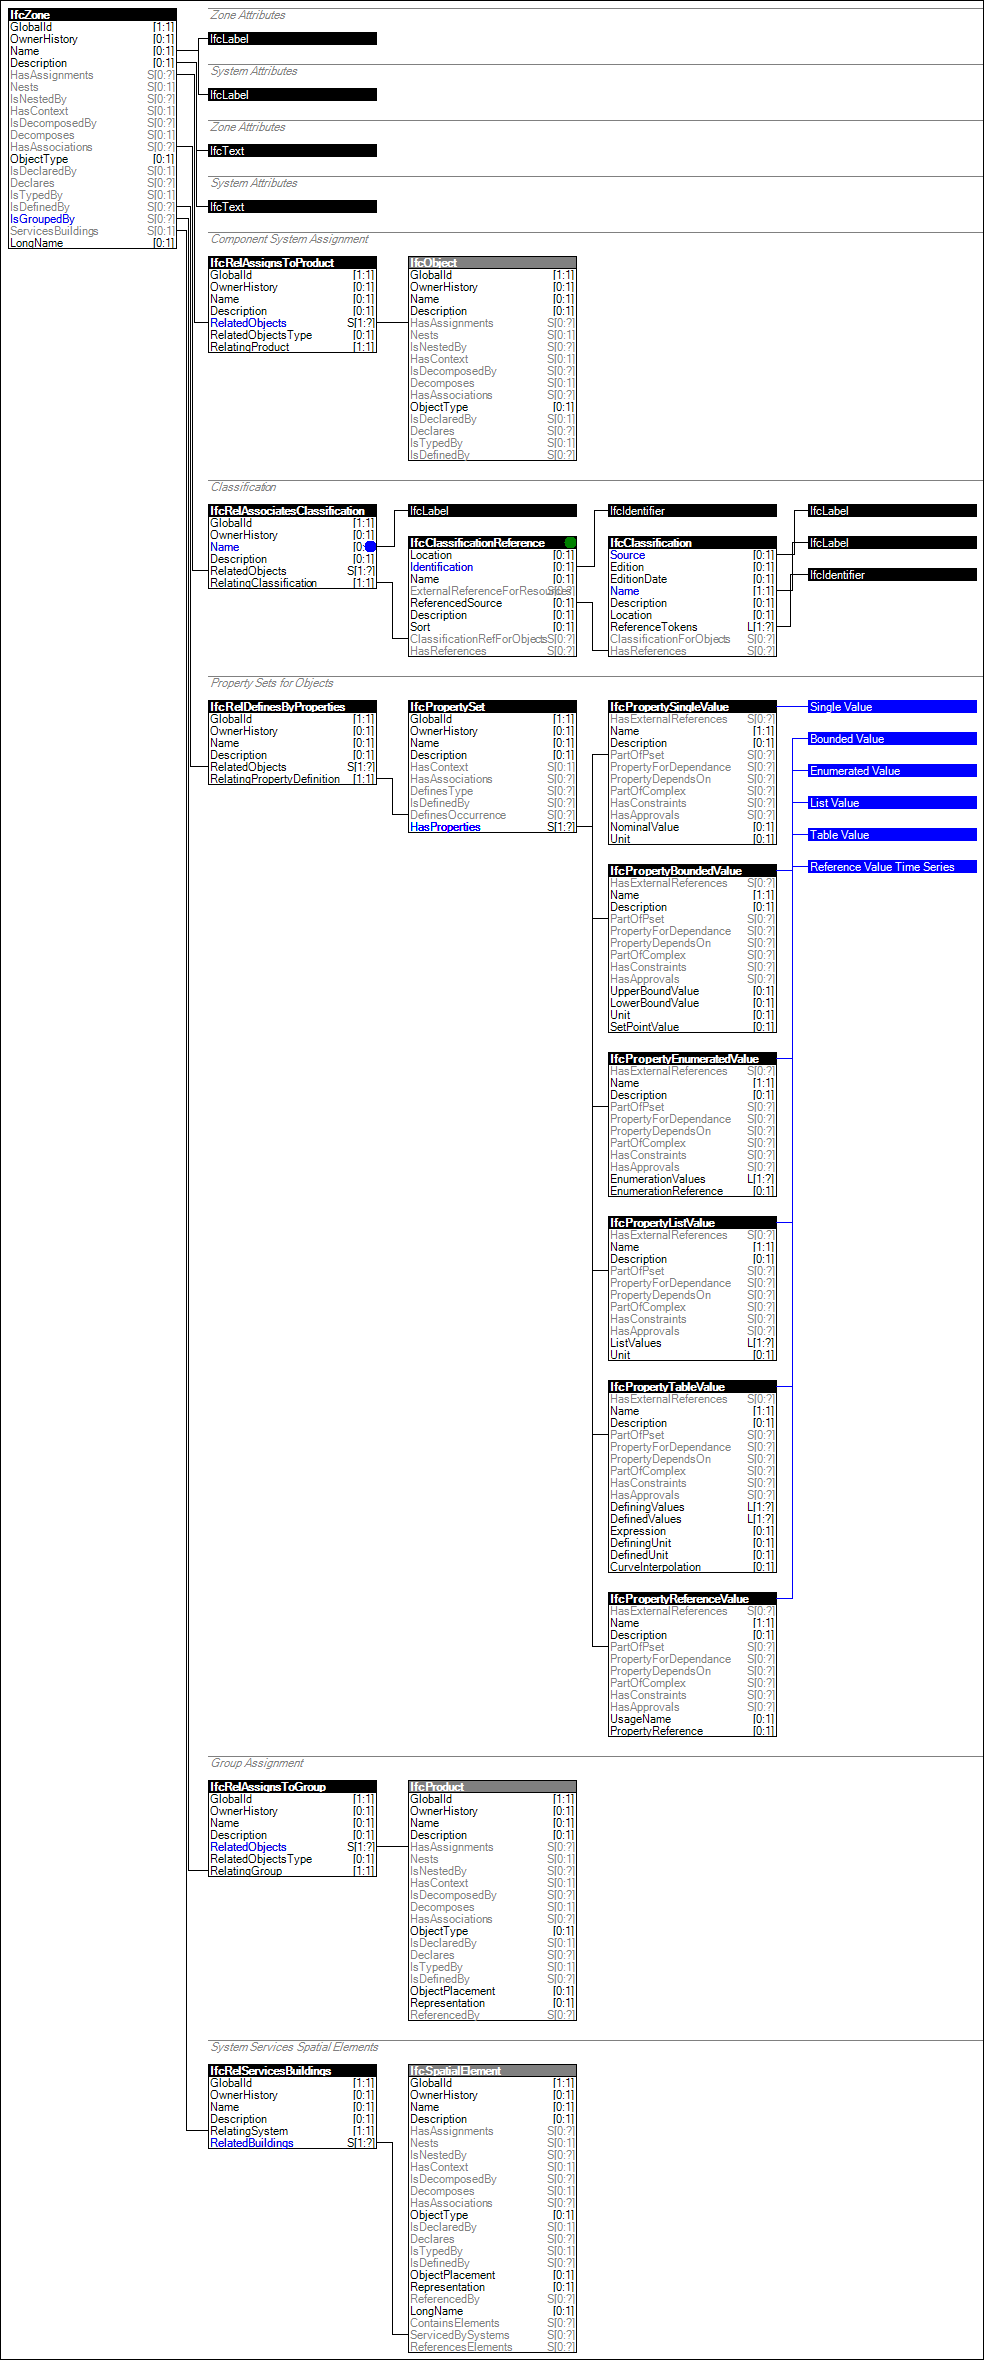 IfcZone
GlobalId [1:1]
OwnerHistory [0:1]
Name [0:1]
Description [0:1]
HasAssignments S[0:?]
Nests S[0:1]
IsNestedBy S[0:?]
HasContext S[0:1]
IsDecomposedBy S[0:?]
Decomposes S[0:1]
HasAssociations S[0:?]
ObjectType [0:1]
IsDeclaredBy S[0:1]
Declares S[0:?]
IsTypedBy S[0:1]
IsDefinedBy S[0:?]
IsGroupedBy S[0:?]
ServicesBuildings S[0:1]
LongName [0:1]
Zone Attributes
IfcLabel
System Attributes
IfcLabel
Zone Attributes
IfcText
System Attributes
IfcText
Component System Assignment
IfcRelAssignsToProduct
GlobalId [1:1]
OwnerHistory [0:1]
Name [0:1]
Description [0:1]
RelatedObjects S[1:?]
RelatedObjectsType [0:1]
RelatingProduct [1:1]
IfcObject
GlobalId [1:1]
OwnerHistory [0:1]
Name [0:1]
Description [0:1]
HasAssignments S[0:?]
Nests S[0:1]
IsNestedBy S[0:?]
HasContext S[0:1]
IsDecomposedBy S[0:?]
Decomposes S[0:1]
HasAssociations S[0:?]
ObjectType [0:1]
IsDeclaredBy S[0:1]
Declares S[0:?]
IsTypedBy S[0:1]
IsDefinedBy S[0:?]
Classification
IfcRelAssociatesClassification
GlobalId [1:1]
OwnerHistory [0:1]
Name [0:
Description [0:1]
RelatedObjects S[1:?]
RelatingClassification [1:1]
IfcLabel
IfcClassificationReference
Location [0:1]
Identification [0:1]
Name [0:1]
ExternalReferenceForResources S[0:?]
ReferencedSource [0:1]
Description [0:1]
Sort [0:1]
ClassificationRefForObjects S[0:?]
HasReferences S[0:?]
IfcIdentifier
IfcClassification
Source [0:1]
Edition [0:1]
EditionDate [0:1]
Name [1:1]
Description [0:1]
Location [0:1]
ReferenceTokens L[1:?]
ClassificationForObjects S[0:?]
HasReferences S[0:?]
IfcLabel
IfcLabel
IfcIdentifier
Property Sets for Objects
IfcRelDefinesByProperties
GlobalId [1:1]
OwnerHistory [0:1]
Name [0:1]
Description [0:1]
RelatedObjects S[1:?]
RelatingPropertyDefinition [1:1]
IfcPropertySet
GlobalId [1:1]
OwnerHistory [0:1]
Name [0:1]
Description [0:1]
HasContext S[0:1]
HasAssociations S[0:?]
DefinesType S[0:?]
IsDefinedBy S[0:?]
DefinesOccurrence S[0:?]
HasProperties S[1:?]
IfcPropertySingleValue
HasExternalReferences S[0:?]
Name [1:1]
Description [0:1]
PartOfPset S[0:?]
PropertyForDependance S[0:?]
PropertyDependsOn S[0:?]
PartOfComplex S[0:?]
HasConstraints S[0:?]
HasApprovals S[0:?]
NominalValue [0:1]
Unit [0:1]
IfcPropertyBoundedValue
HasExternalReferences S[0:?]
Name [1:1]
Description [0:1]
PartOfPset S[0:?]
PropertyForDependance S[0:?]
PropertyDependsOn S[0:?]
PartOfComplex S[0:?]
HasConstraints S[0:?]
HasApprovals S[0:?]
UpperBoundValue [0:1]
LowerBoundValue [0:1]
Unit [0:1]
SetPointValue [0:1]
IfcPropertyEnumeratedValue
HasExternalReferences S[0:?]
Name [1:1]
Description [0:1]
PartOfPset S[0:?]
PropertyForDependance S[0:?]
PropertyDependsOn S[0:?]
PartOfComplex S[0:?]
HasConstraints S[0:?]
HasApprovals S[0:?]
EnumerationValues L[1:?]
EnumerationReference [0:1]
IfcPropertyListValue
HasExternalReferences S[0:?]
Name [1:1]
Description [0:1]
PartOfPset S[0:?]
PropertyForDependance S[0:?]
PropertyDependsOn S[0:?]
PartOfComplex S[0:?]
HasConstraints S[0:?]
HasApprovals S[0:?]
ListValues L[1:?]
Unit [0:1]
IfcPropertyTableValue
HasExternalReferences S[0:?]
Name [1:1]
Description [0:1]
PartOfPset S[0:?]
PropertyForDependance S[0:?]
PropertyDependsOn S[0:?]
PartOfComplex S[0:?]
HasConstraints S[0:?]
HasApprovals S[0:?]
DefiningValues L[1:?]
DefinedValues L[1:?]
Expression [0:1]
DefiningUnit [0:1]
DefinedUnit [0:1]
CurveInterpolation [0:1]
IfcPropertyReferenceValue
HasExternalReferences S[0:?]
Name [1:1]
Description [0:1]
PartOfPset S[0:?]
PropertyForDependance S[0:?]
PropertyDependsOn S[0:?]
PartOfComplex S[0:?]
HasConstraints S[0:?]
HasApprovals S[0:?]
UsageName [0:1]
PropertyReference [0:1]
Single Value
Bounded Value
Enumerated Value
List Value
Table Value
Reference Value Time Series
Group Assignment
IfcRelAssignsToGroup
GlobalId [1:1]
OwnerHistory [0:1]
Name [0:1]
Description [0:1]
RelatedObjects S[1:?]
RelatedObjectsType [0:1]
RelatingGroup [1:1]
IfcProduct
GlobalId [1:1]
OwnerHistory [0:1]
Name [0:1]
Description [0:1]
HasAssignments S[0:?]
Nests S[0:1]
IsNestedBy S[0:?]
HasContext S[0:1]
IsDecomposedBy S[0:?]
Decomposes S[0:1]
HasAssociations S[0:?]
ObjectType [0:1]
IsDeclaredBy S[0:1]
Declares S[0:?]
IsTypedBy S[0:1]
IsDefinedBy S[0:?]
ObjectPlacement [0:1]
Representation [0:1]
ReferencedBy S[0:?]
System Services Spatial Elements
IfcRelServicesBuildings
GlobalId [1:1]
OwnerHistory [0:1]
Name [0:1]
Description [0:1]
RelatingSystem [1:1]
RelatedBuildings S[1:?]
IfcSpatialElement
GlobalId [1:1]
OwnerHistory [0:1]
Name [0:1]
Description [0:1]
HasAssignments S[0:?]
Nests S[0:1]
IsNestedBy S[0:?]
HasContext S[0:1]
IsDecomposedBy S[0:?]
Decomposes S[0:1]
HasAssociations S[0:?]
ObjectType [0:1]
IsDeclaredBy S[0:1]
Declares S[0:?]
IsTypedBy S[0:1]
IsDefinedBy S[0:?]
ObjectPlacement [0:1]
Representation [0:1]
ReferencedBy S[0:?]
LongName [0:1]
ContainsElements S[0:?]
ServicedBySystems S[0:?]
ReferencesElements S[0:?]